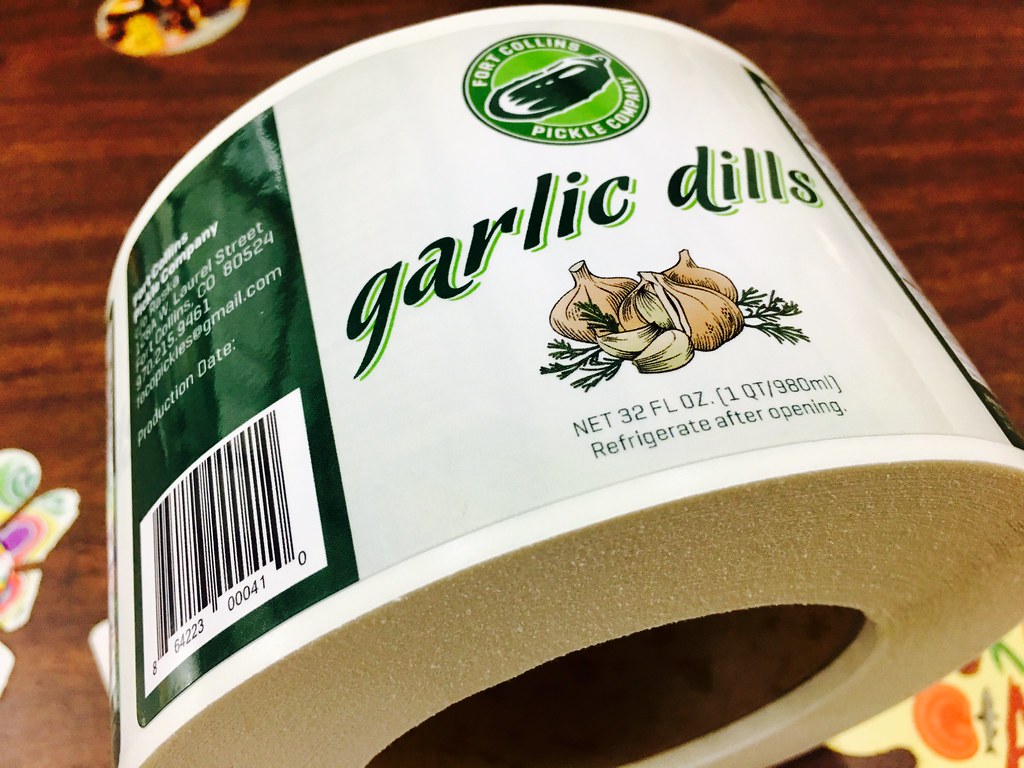 FORT COLLINS
PICKLE COMPANY
garlic dills
NET 32 FL OZ. (1 QT/980ml)
Refrigerate after opening.
Fort Collins
Pickle Company
Laurel Street
Fort Collins, CO 80524
970.215.9461
focopickles@gmail.com
Production Date:
8 64223 00041 0